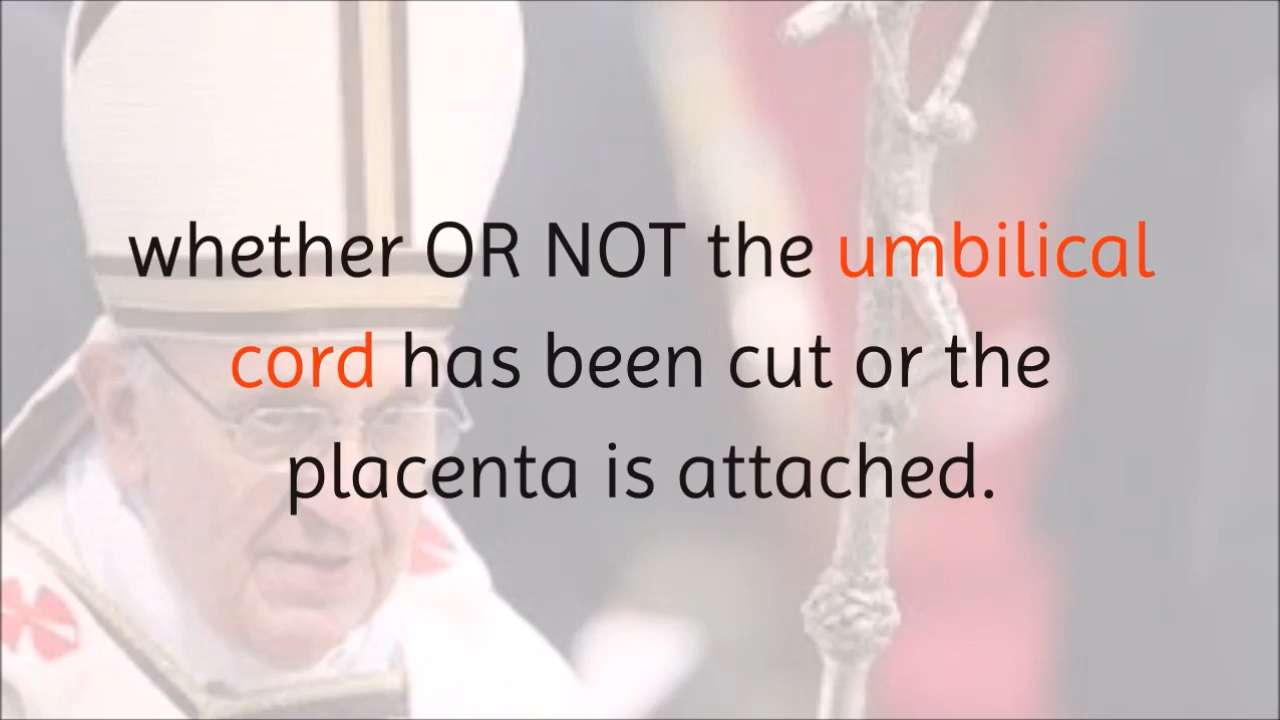 whether OR NOT the umbilical
cord has been cut or the
placenta is attached.